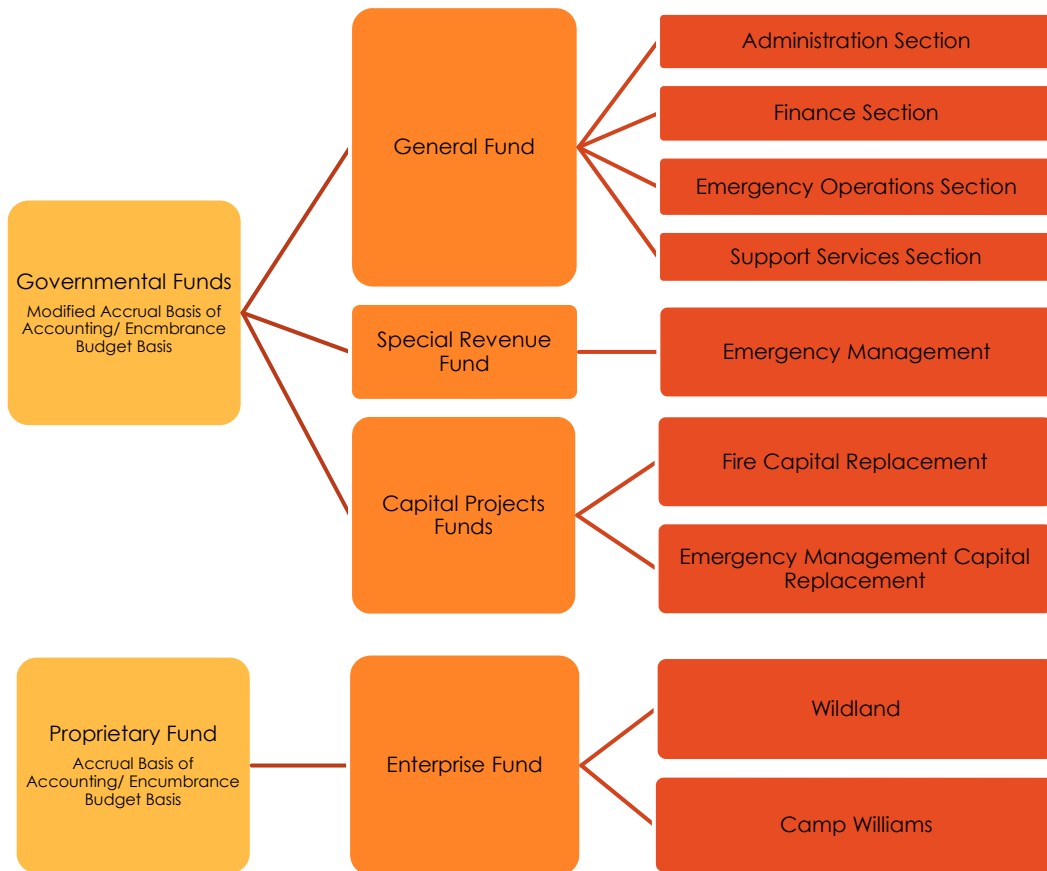 Administration Section
Finance Section
General Fund
Emergency Operations Section
Support Services Section
Governmental Funds
Modified Accrual Basis of
Accounting/ Encmbrance
Budget Basis
Special Revenue
Fund
Emergency Management
Fire Capital Replacement
Capital Projects
Funds
Emergency Management Capital
Replacement
Proprietary Fund
Accrual Basis of
Accounting/ Encumbrance
Budget Basis
Enterprise Fund
Wildland
Camp Williams